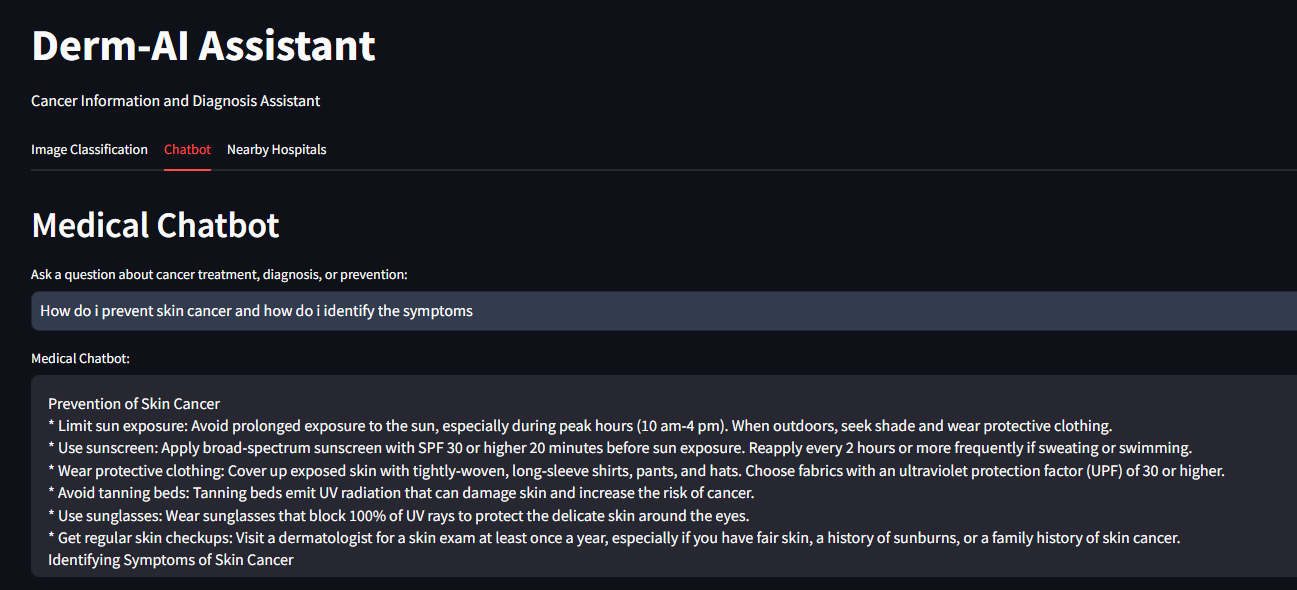 Derm-AI Assistant
Cancer Information and Diagnosis Assistant
Image Classification Chatbot Nearby Hospitals
Medical Chatbot
Ask a question about cancer treatment, diagnosis, or prevention:
How do i prevent skin cancer and how do i identify the symptoms
Medical Chatbot:
Prevention of Skin Cancer
* Limit sun exposure: Avoid prolonged exposure to the sun, especially during peak hours (10 am-4 pm). When outdoors, seek shade and wear protective clothing.
* Use sunscreen: Apply broad-spectrum sunscreen with SPF 30 or higher 20 minutes before sun exposure. Reapply every 2 hours or more frequently if sweating or swimming.
* Wear protective clothing: Cover up exposed skin with tightly-woven, long-sleeve shirts, pants, and hats. Choose fabrics with an ultraviolet protection factor (UPF) of 30 or higher.
* Avoid tanning beds: Tanning beds emit UV radiation that can damage skin and increase the risk of cancer.
* Use sunglasses: Wear sunglasses that block 100% of UV rays to protect the delicate skin around the eyes.
* Get regular skin checkups: Visit a dermatologist for a skin exam at least once a year, especially if you have fair skin, a history of sunburns, or a family history of skin cancer.
Identifying Symptoms of Skin Cancer